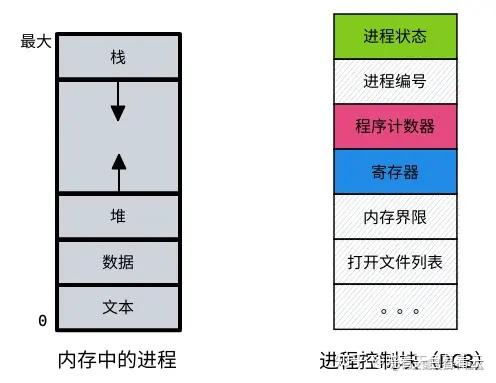 最大
栈
堆
数据
文本
0
内存中的进程
进程状态
进程编号
程序计数器
寄存器
内存界限
打开文件列表
。。。
进程控制块（PCB）